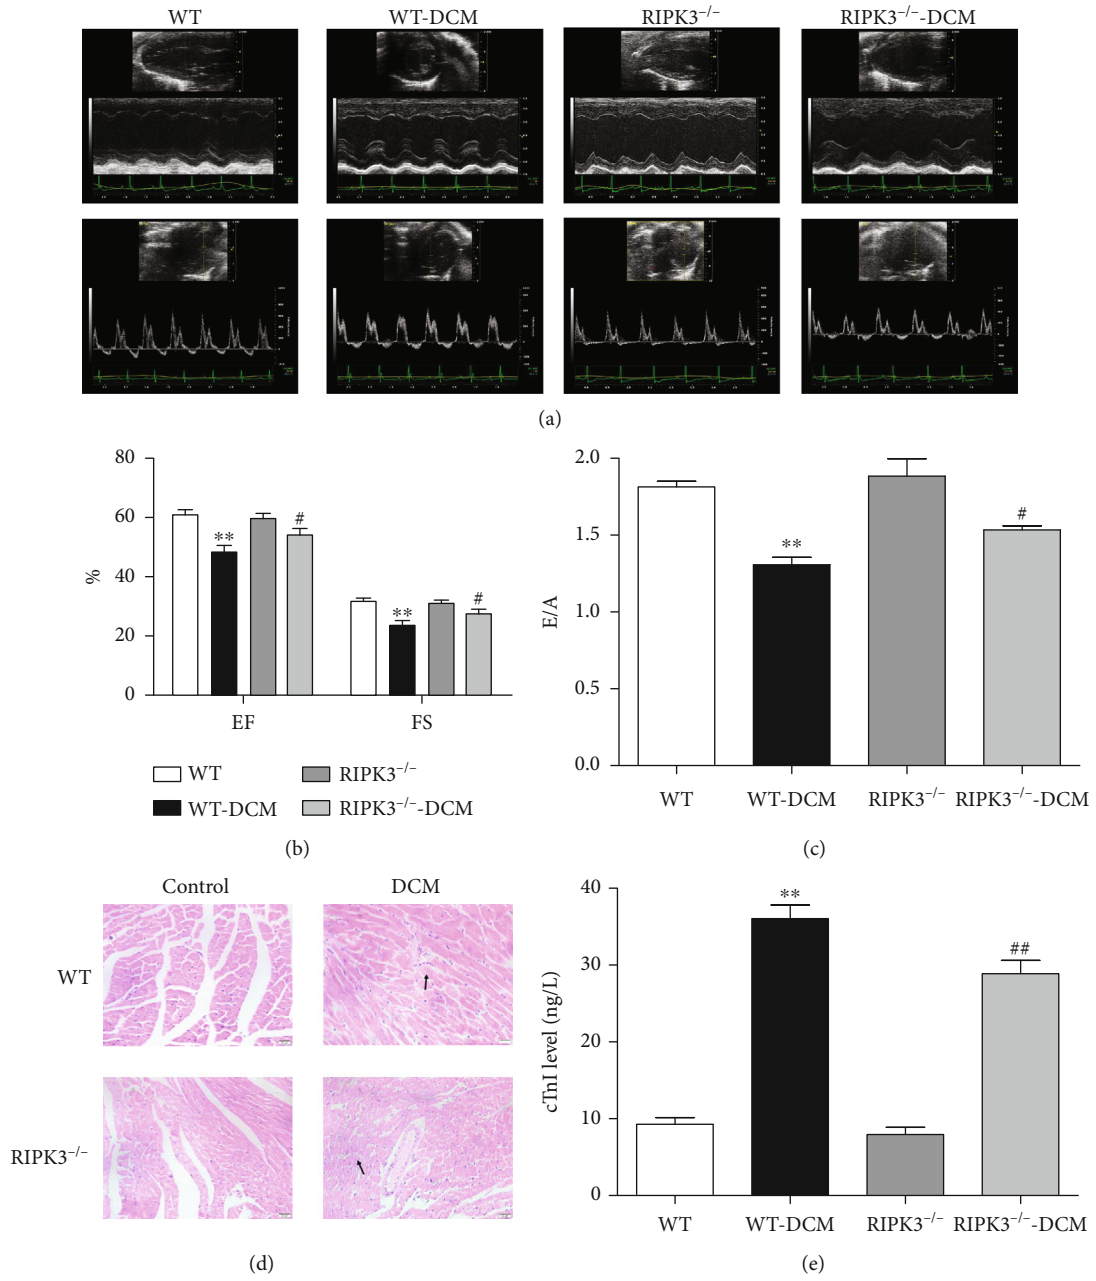 WT WT-DCM RIPK3⁻/⁻ RIPK3⁻/⁻-DCM
(a)
80
60
40
20
0
%
** # ** #
EF FS
WT RIPK3⁻/⁻
WT-DCM RIPK3⁻/⁻-DCM
(b)
2.0
1.5
1.0
0.5
0.0
E/A
** #
WT WT-DCM RIPK3⁻/⁻ RIPK3⁻/⁻-DCM
(c)
Control DCM
WT
RIPK3⁻/⁻
(d)
40
30
20
10
0
cTnI level (ng/L)
** ##
WT WT-DCM RIPK3⁻/⁻ RIPK3⁻/⁻-DCM
(e)